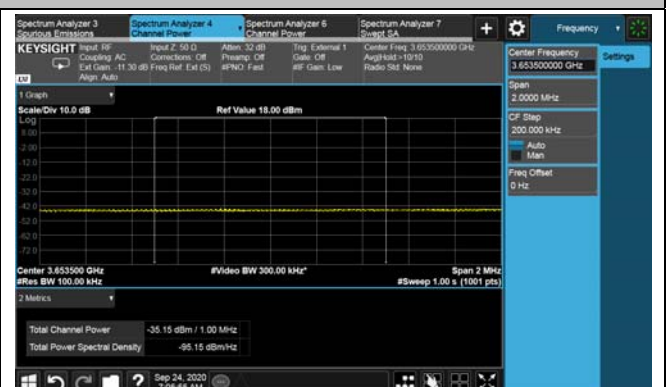 Spectrum Analyzer 3
Spurious Emissions
Spectrum Analyzer 4
Channel Power
Spectrum Analyzer 6
Channel Power
Spectrum Analyzer 7
Swept SA
+
Frequency
KEYSIGHT
Input: RF
Coupling: AC
Ext Gain: -11.30 dB
Align: Auto
Input Z: 50 Ω
Corrections: Off
Freq Ref: Ext (S)
Atten: 32 dB
Preamp: Off
#PNO: Fast
Trig: External 1
Gate: Off
#IF Gain: Low
Center Freq: 3.653500000 GHz
Avg|Hold:>10/10
Radio Std: None
LXI
Center Frequency
3.653500000 GHz
Settings
Span
2.0000 MHz
CF Step
200.000 kHz
Auto
Man
Freq Offset
0 Hz
1 Graph
Scale/Div 10.0 dB
Ref Value 18.00 dBm
Log
8.00
-2.00
-12.0
-22.0
-32.0
-42.0
-52.0
-62.0
-72.0
Center 3.653500 GHz
#Video BW 300.00 kHz*
Span 2 MHz
#Res BW 100.00 kHz
#Sweep 1.00 s (1001 pts)
2 Metrics
Total Channel Power
-35.15 dBm / 1.00 MHz
Total Power Spectral Density
-95.15 dBm/Hz
?
Sep 24, 2020